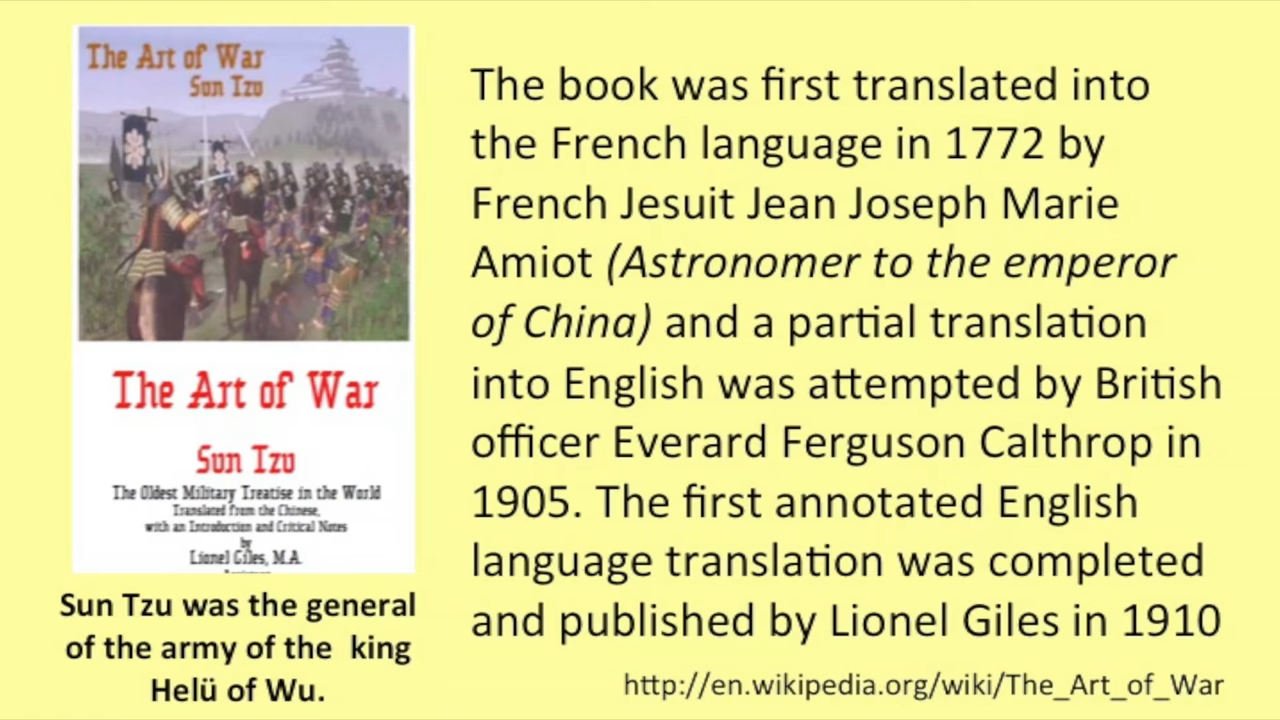 The Art of War
Sun Tzu
The Art of War
Sun Tzu
The Oldest Military Treatise in the World
Translated from the Chinese,
with an Introduction and Critical Notes
by
Lionel Giles, M.A.
Sun Tzu was the general
of the army of the king
Helü of Wu.
The book was first translated into
the French language in 1772 by
French Jesuit Jean Joseph Marie
Amiot (Astronomer to the emperor
of China) and a partial translation
into English was attempted by British
officer Everard Ferguson Calthrop in
1905. The first annotated English
language translation was completed
and published by Lionel Giles in 1910
http://en.wikipedia.org/wiki/The_Art_of_War